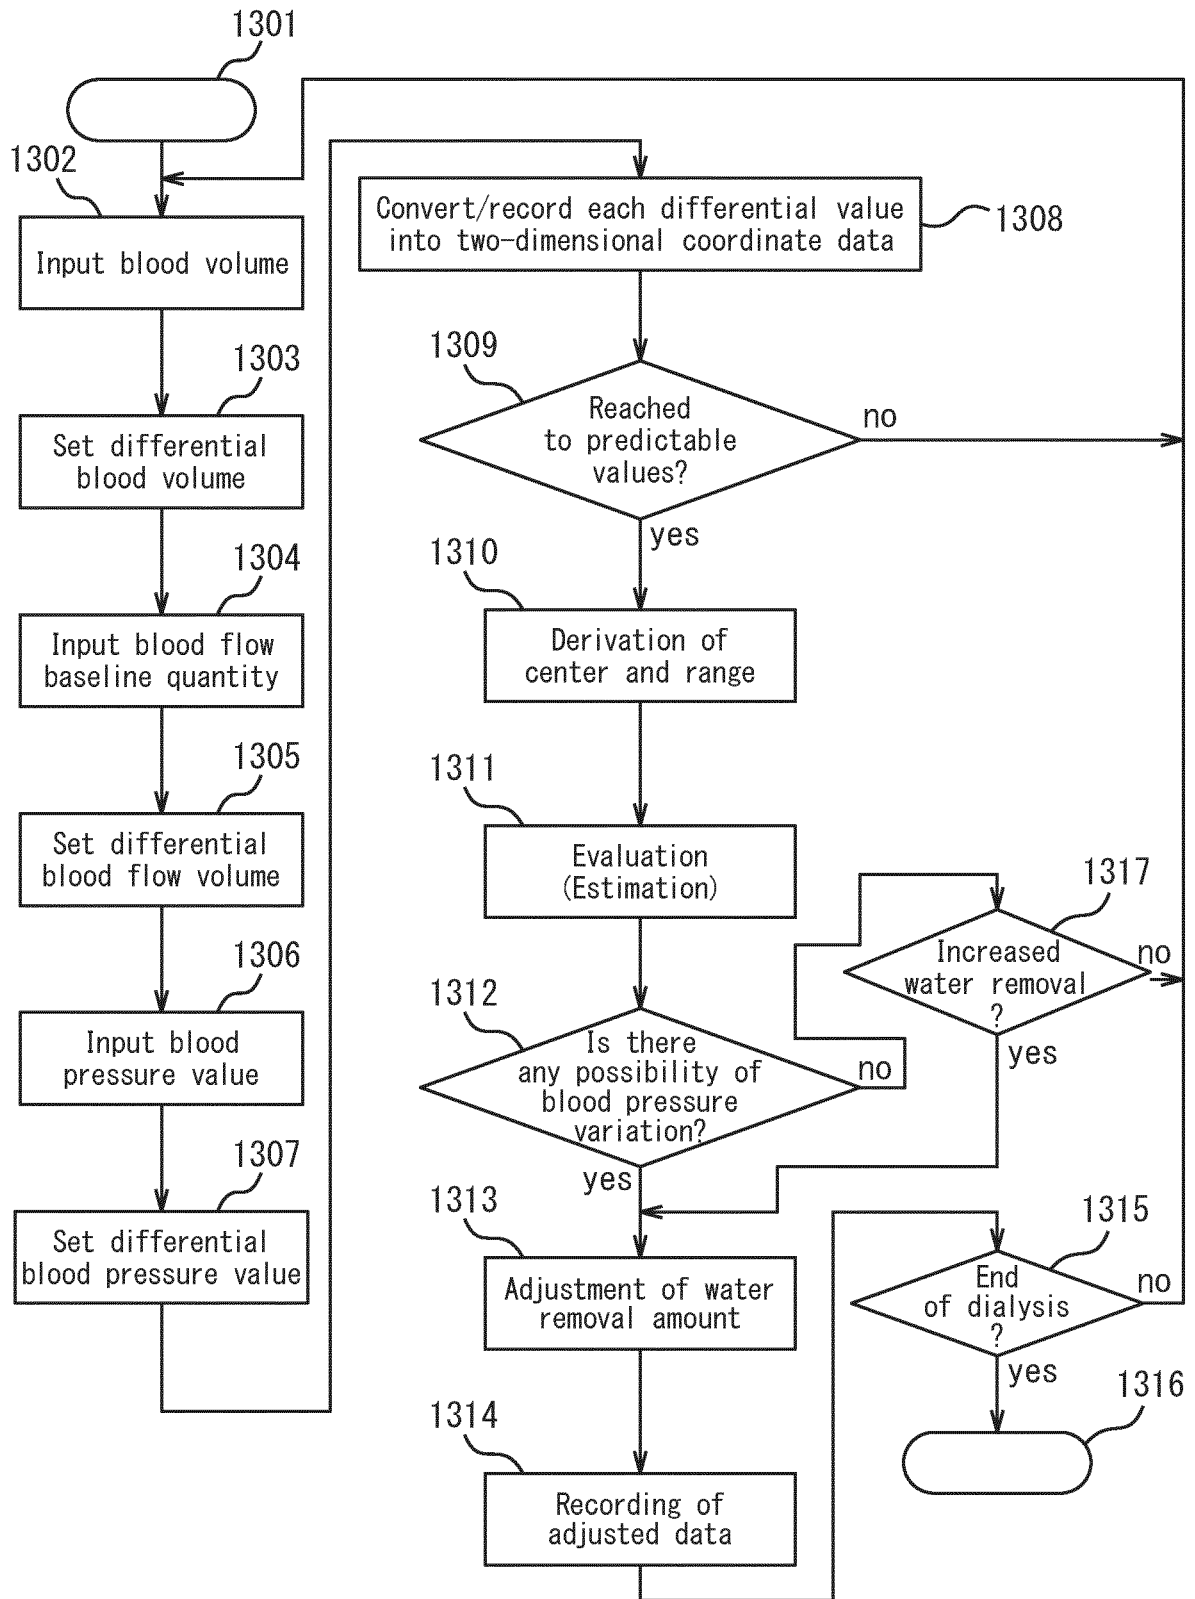 1301
1302
Input blood volume
1303
Set differential
blood volume
1304
Input blood flow
baseline quantity
1305
Set differential
blood flow volume
1306
Input blood
pressure value
1307
Set differential
blood pressure value
Convert/record each differential value
into two-dimensional coordinate data
1308
1309
Reached
to predictable
values?
no
yes
1310
Derivation of
center and range
1311
Evaluation
(Estimation)
1312
Is there
any possibility of
blood pressure
variation?
no
yes
1317
Increased
water removal
?
no
yes
1313
Adjustment of water
removal amount
1314
Recording of
adjusted data
1315
End
of dialysis
?
no
yes
1316